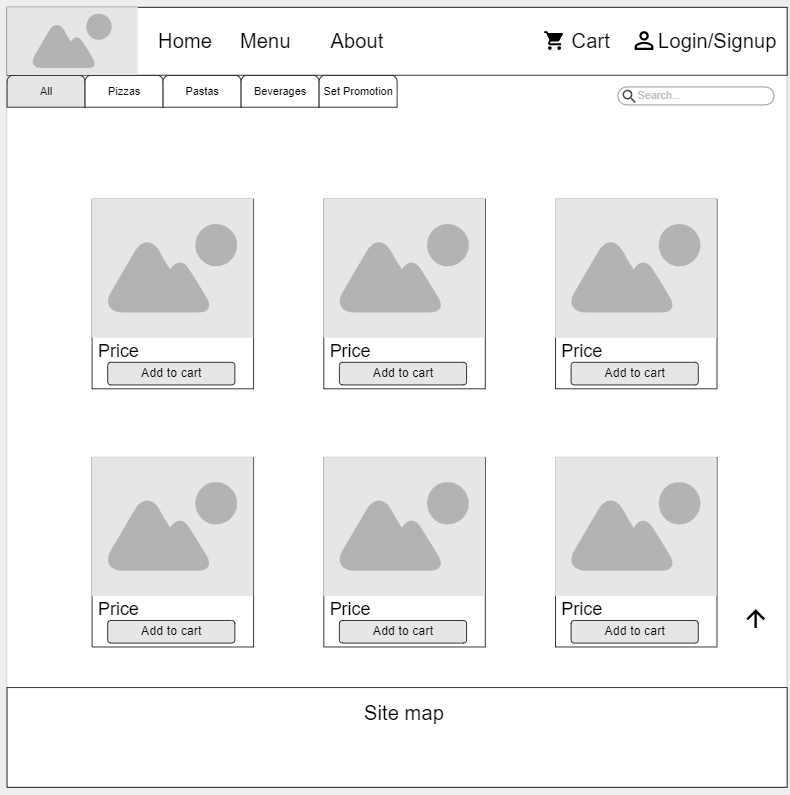 Home Menu About Cart Login/Signup
All Pizzas Pastas Beverages Set Promotion Search...
Price Price Price
Add to cart Add to cart Add to cart
Price Price Price
Add to cart Add to cart Add to cart
Site map